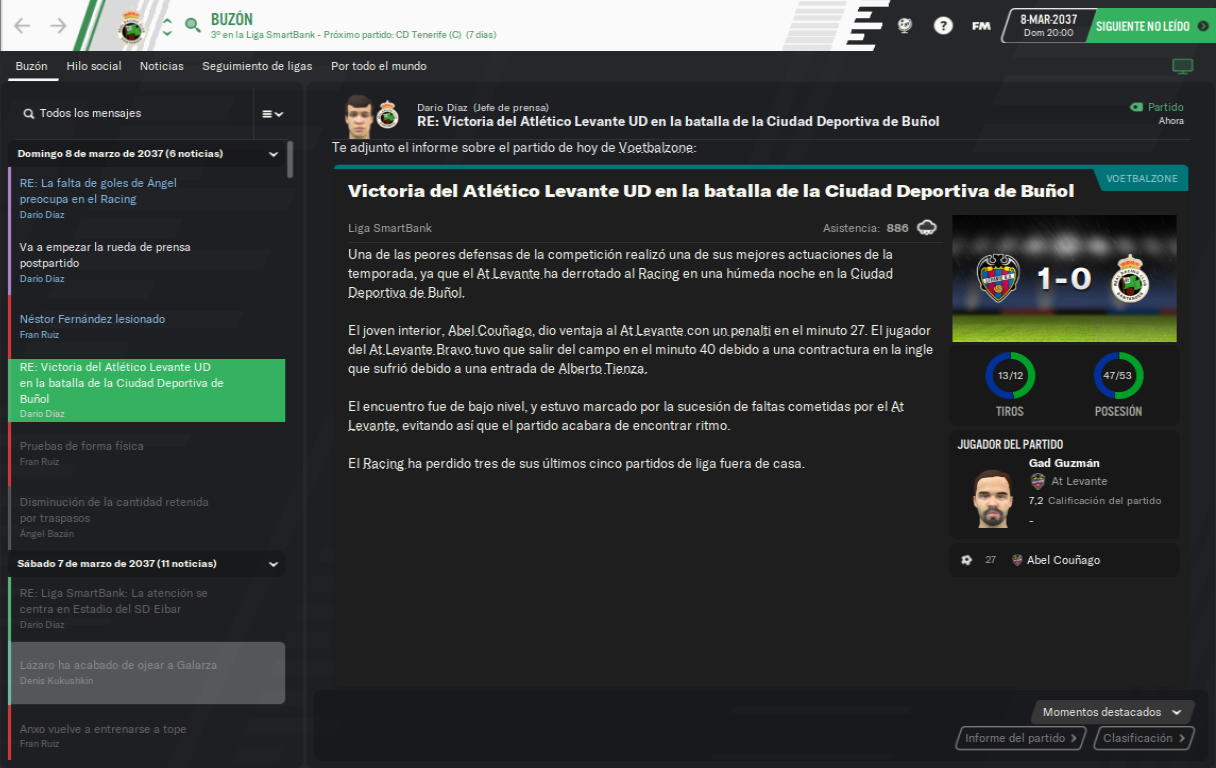 BUZÓN
3º en la Liga SmartBank - Próximo partido: CD Tenerife (C) (7 días)
?
FM
8-MAR-2037
Dom 20:00
SIGUIENTE NO LEÍDO
Buzón Hilo social Noticias Seguimiento de ligas Por todo el mundo
Todos los mensajes
Domingo 8 de marzo de 2037 (6 noticias)
RE: La falta de goles de Ángel
preocupa en el Racing
Darío Díaz
Va a empezar la rueda de prensa
postpartido
Darío Díaz
Néstor Fernández lesionado
Fran Ruiz
RE: Victoria del Atlético Levante UD
en la batalla de la Ciudad Deportiva de
Buñol
Darío Díaz
Pruebas de forma física
Fran Ruiz
Disminución de la cantidad retenida
por traspasos
Ángel Bazán
Sábado 7 de marzo de 2037 (11 noticias)
RE: Liga SmartBank: La atención se
centra en Estadio del SD Eibar
Darío Díaz
Lázaro ha acabado de ojear a Galarza
Denis Kukushkin
Anxo vuelve a entrenarse a tope
Fran Ruiz
Darío Díaz (Jefe de prensa)
RE: Victoria del Atlético Levante UD en la batalla de la Ciudad Deportiva de Buñol
Partido
Ahora
Te adjunto el informe sobre el partido de hoy de Voetbalzone:
VOETBALZONE
Victoria del Atlético Levante UD en la batalla de la Ciudad Deportiva de Buñol
Liga SmartBank
Asistencia: 886
Una de las peores defensas de la competición realizó una de sus mejores actuaciones de la
temporada, ya que el At Levante ha derrotado al Racing en una húmeda noche en la Ciudad
Deportiva de Buñol.
El joven interior, Abel Couñago, dio ventaja al At Levante con un penalti en el minuto 27. El jugador
del At Levante Bravo tuvo que salir del campo en el minuto 40 debido a una contractura en la ingle
que sufrió debido a una entrada de Alberto Tienza.
El encuentro fue de bajo nivel, y estuvo marcado por la sucesión de faltas cometidas por el At
Levante, evitando así que el partido acabara de encontrar ritmo.
El Racing ha perdido tres de sus últimos cinco partidos de liga fuera de casa.
1-0
13/12
TIROS
47/53
POSESIÓN
JUGADOR DEL PARTIDO
Gad Guzmán
At Levante
7,2 Calificación del partido
-
27 Abel Couñago
Momentos destacados
Informe del partido
Clasificación